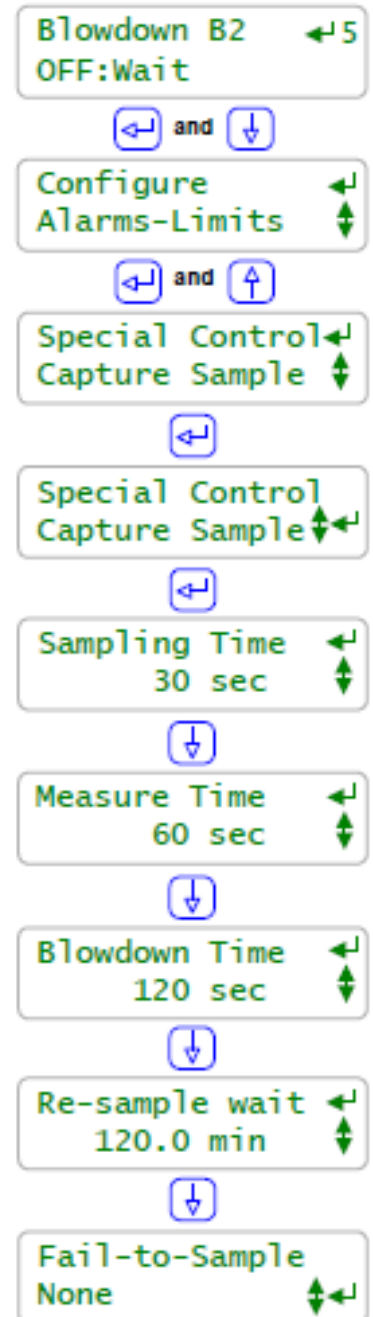 Blowdown B2 5
OFF:Wait
and
Configure
Alarms-Limits
and
Special Control
Capture Sample
Special Control
Capture Sample
Sampling Time
30 sec
Measure Time
60 sec
Blowdown Time
120 sec
Re-sample wait
120.0 min
Fail-to-Sample
None